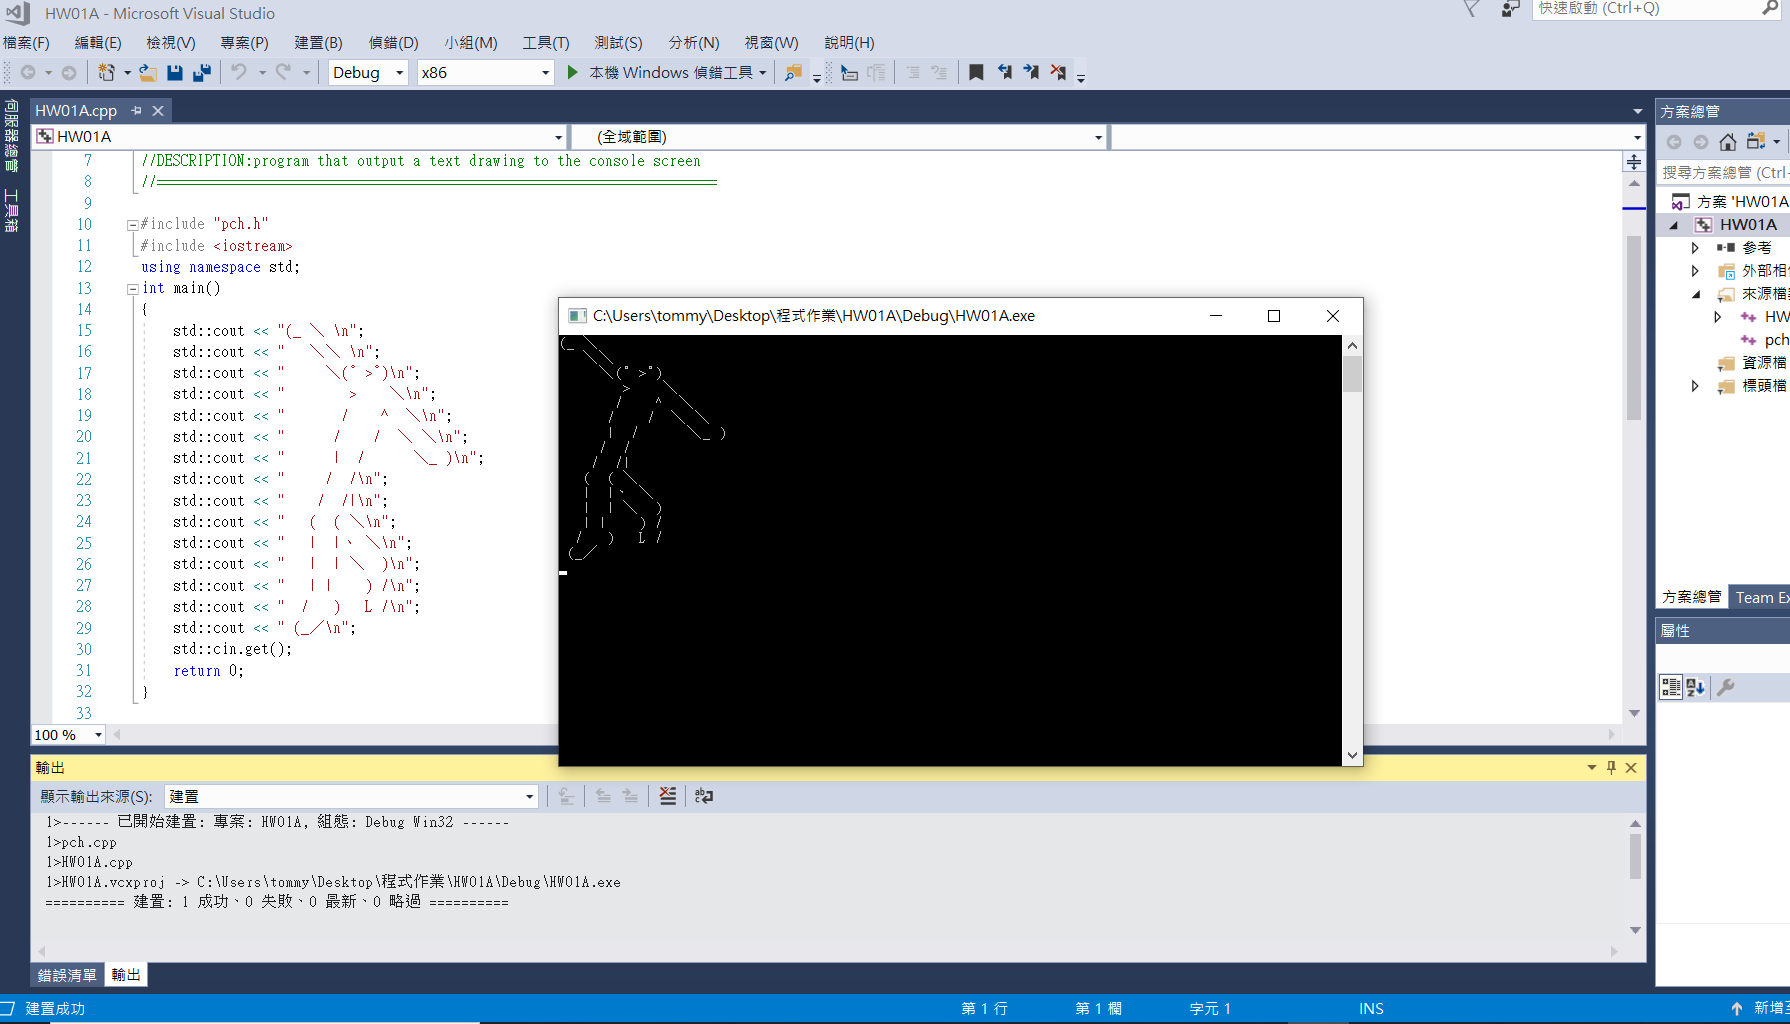 HW01A - Microsoft Visual Studio
快速啟動 (Ctrl+Q)
檔案(F) 編輯(E) 檢視(V) 專案(P) 建置(B) 偵錯(D) 小組(M) 工具(T) 測試(S) 分析(N) 視窗(W) 說明(H)
Debug x86 本機 Windows 偵錯工具
伺服器總管
工具箱
HW01A.cpp
HW01A (全域範圍)
7 //DESCRIPTION:program that output a text drawing to the console screen
8 //======================================================================
9
10 #include "pch.h"
11 #include <iostream>
12 using namespace std;
13 int main()
14 {
15     std::cout << "(_ ＼ \n";
16     std::cout << "   ＼＼ \n";
17     std::cout << "     ＼(ﾟ >ﾟ)\n";
18     std::cout << "        >    ＼\n";
19     std::cout << "       /    ^  ＼\n";
20     std::cout << "      /    /  ＼ ＼\n";
21     std::cout << "      |  /      ＼_ )\n";
22     std::cout << "     /  /\n";
23     std::cout << "    /  /|\n";
24     std::cout << "   (  ( ＼\n";
25     std::cout << "   |  |、 ＼\n";
26     std::cout << "   |  | ＼  )\n";
27     std::cout << "   | |    ) /\n";
28     std::cout << "  /   )   L /\n";
29     std::cout << " (_／\n";
30     std::cin.get();
31     return 0;
32 }
33
100 %
C:\Users\tommy\Desktop\程式作業\HW01A\Debug\HW01A.exe
(_ ＼
   ＼＼
     ＼(ﾟ >ﾟ)
        >    ＼
       /    ^  ＼
      /    /  ＼ ＼
      |  /      ＼_ )
     /  /
    /  /|
   (  ( ＼
   |  |、 ＼
   |  | ＼  )
   | |    ) /
  /   )   L /
 (_／
方案總管
搜尋方案總管 (Ctrl-
方案 'HW01A
HW01A
參考
外部相
來源檔
HW
pch
資源檔
標頭檔
方案總管 Team Ex
屬性
輸出
顯示輸出來源(S): 建置
1>------ 已開始建置: 專案: HW01A, 組態: Debug Win32 ------
1>pch.cpp
1>HW01A.cpp
1>HW01A.vcxproj -> C:\Users\tommy\Desktop\程式作業\HW01A\Debug\HW01A.exe
========== 建置: 1 成功、0 失敗、0 最新、0 略過 ==========
錯誤清單 輸出
建置成功 第 1 行 第 1 欄 字元 1 INS 新增至